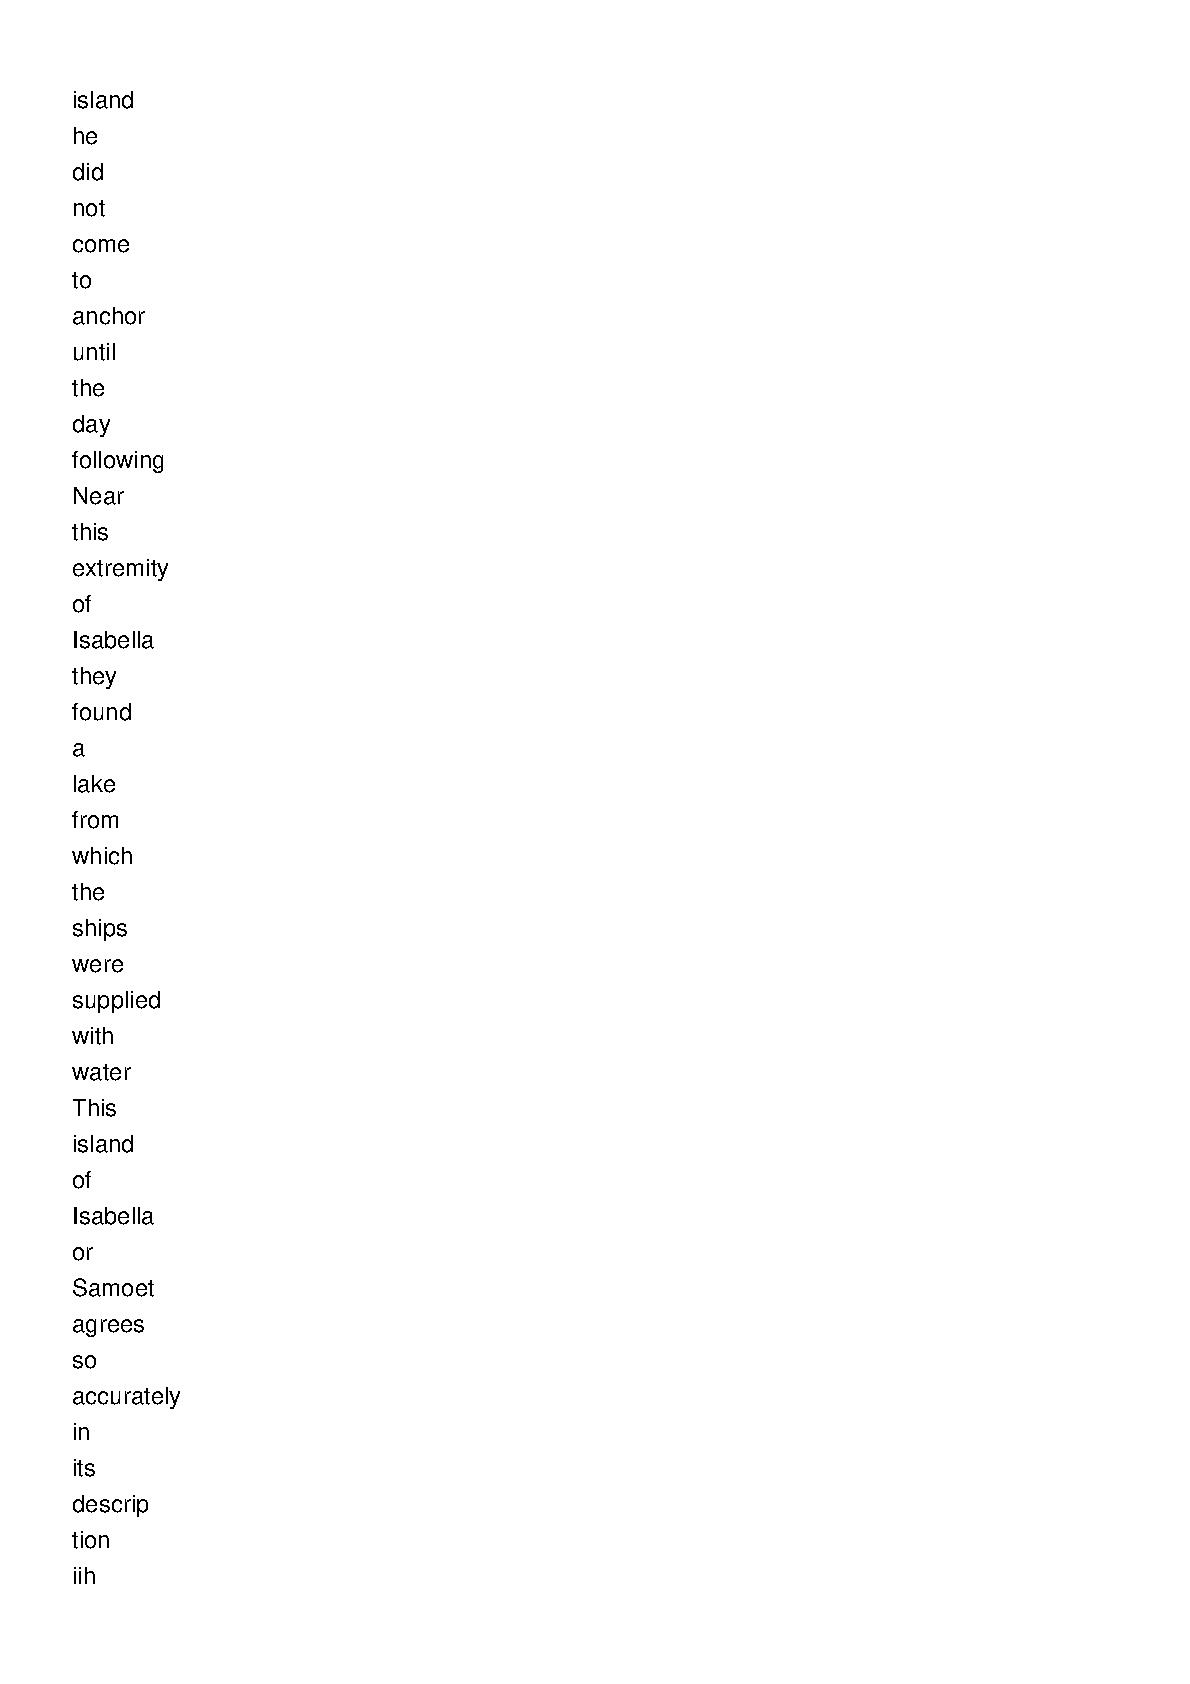 island
he
did
not
come
to
anchor
until
the
day
following
Near
this
extremity
of
Isabella
they
found
a
lake
from
which
the
ships
were
supplied
with
water
This
island
of
Isabella
or
Samoet
agrees
so
accurately
in
its
descrip
tion
iih